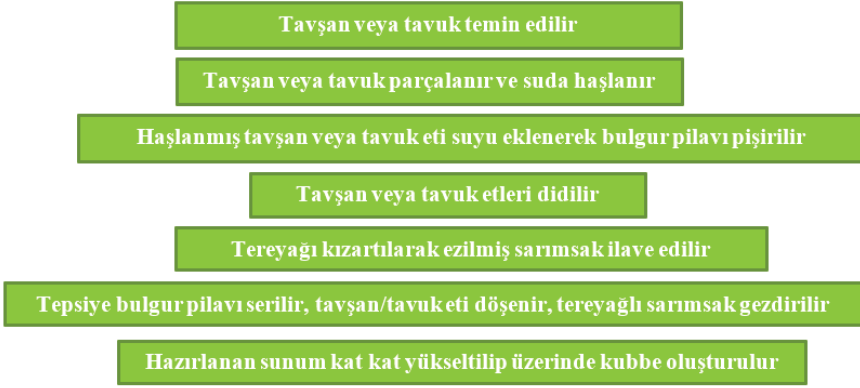 Tavşan veya tavuk temin edilir
Tavşan veya tavuk parçalanır ve suda haşlanır
Haşlanmış tavşan veya tavuk eti suyu eklenerek bulgur pilavı pişirilir
Tavşan veya tavuk etleri didilir
Tereyağı kızartılarak ezilmiş sarımsak ilave edilir
Tepsiye bulgur pilavı serilir, tavşan/tavuk eti döşenir, tereyağlı sarımsak gezdirilir
Hazırlanan sunum kat kat yükseltilip üzerinde kubbe oluşturulur